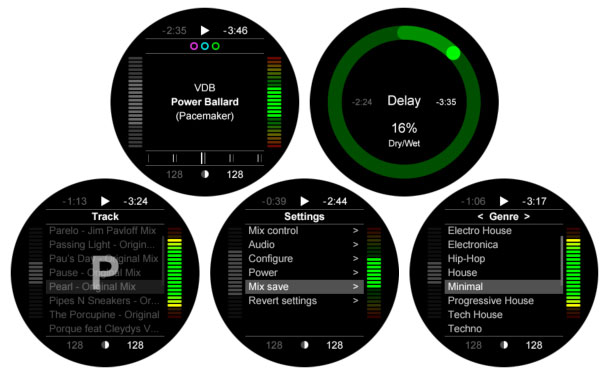 -2:35 -3:46
VDB
Power Ballard
(Pacemaker)
128 128
-2:24 Delay -3:35
16%
Dry/Wet
-1:13 -3:24
Track
Parelo - Jim Pavloff Mix
Passing Light - Origin...
Pau's Day Original Mix
Pause - Original Mix
Pearl - Original Mix
P
Pipes N Sneakers - Or...
The Porcupine - Original
Porque feat Cleydys V...
128 128
-0:39 -2:44
Settings
Mix control >
Audio >
Configure >
Power >
Mix save >
Revert settings >
128 128
-1:06 -3:17
< Genre >
Electro House
Electronica
Hip-Hop
House
Minimal
Progressive House
Tech House
Techno
128 128